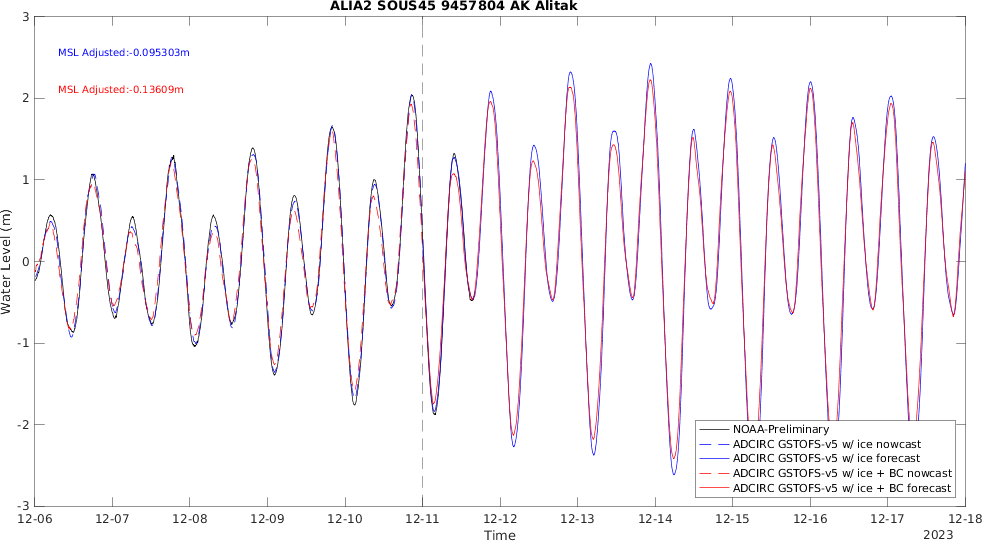 ALIA2 SOUS45 9457804 AK Alitak
MSL Adjusted:-0.095303m
MSL Adjusted:-0.13609m
Water Level (m)
3
2
1
0
-1
-2
-3
NOAA-Preliminary
ADCIRC GSTOFS-v5 w/ ice nowcast
ADCIRC GSTOFS-v5 w/ ice forecast
ADCIRC GSTOFS-v5 w/ ice + BC nowcast
ADCIRC GSTOFS-v5 w/ ice + BC forecast
12-06 12-07 12-08 12-09 12-10 12-11 12-12 12-13 12-14 12-15 12-16 12-17 12-18
Time
2023